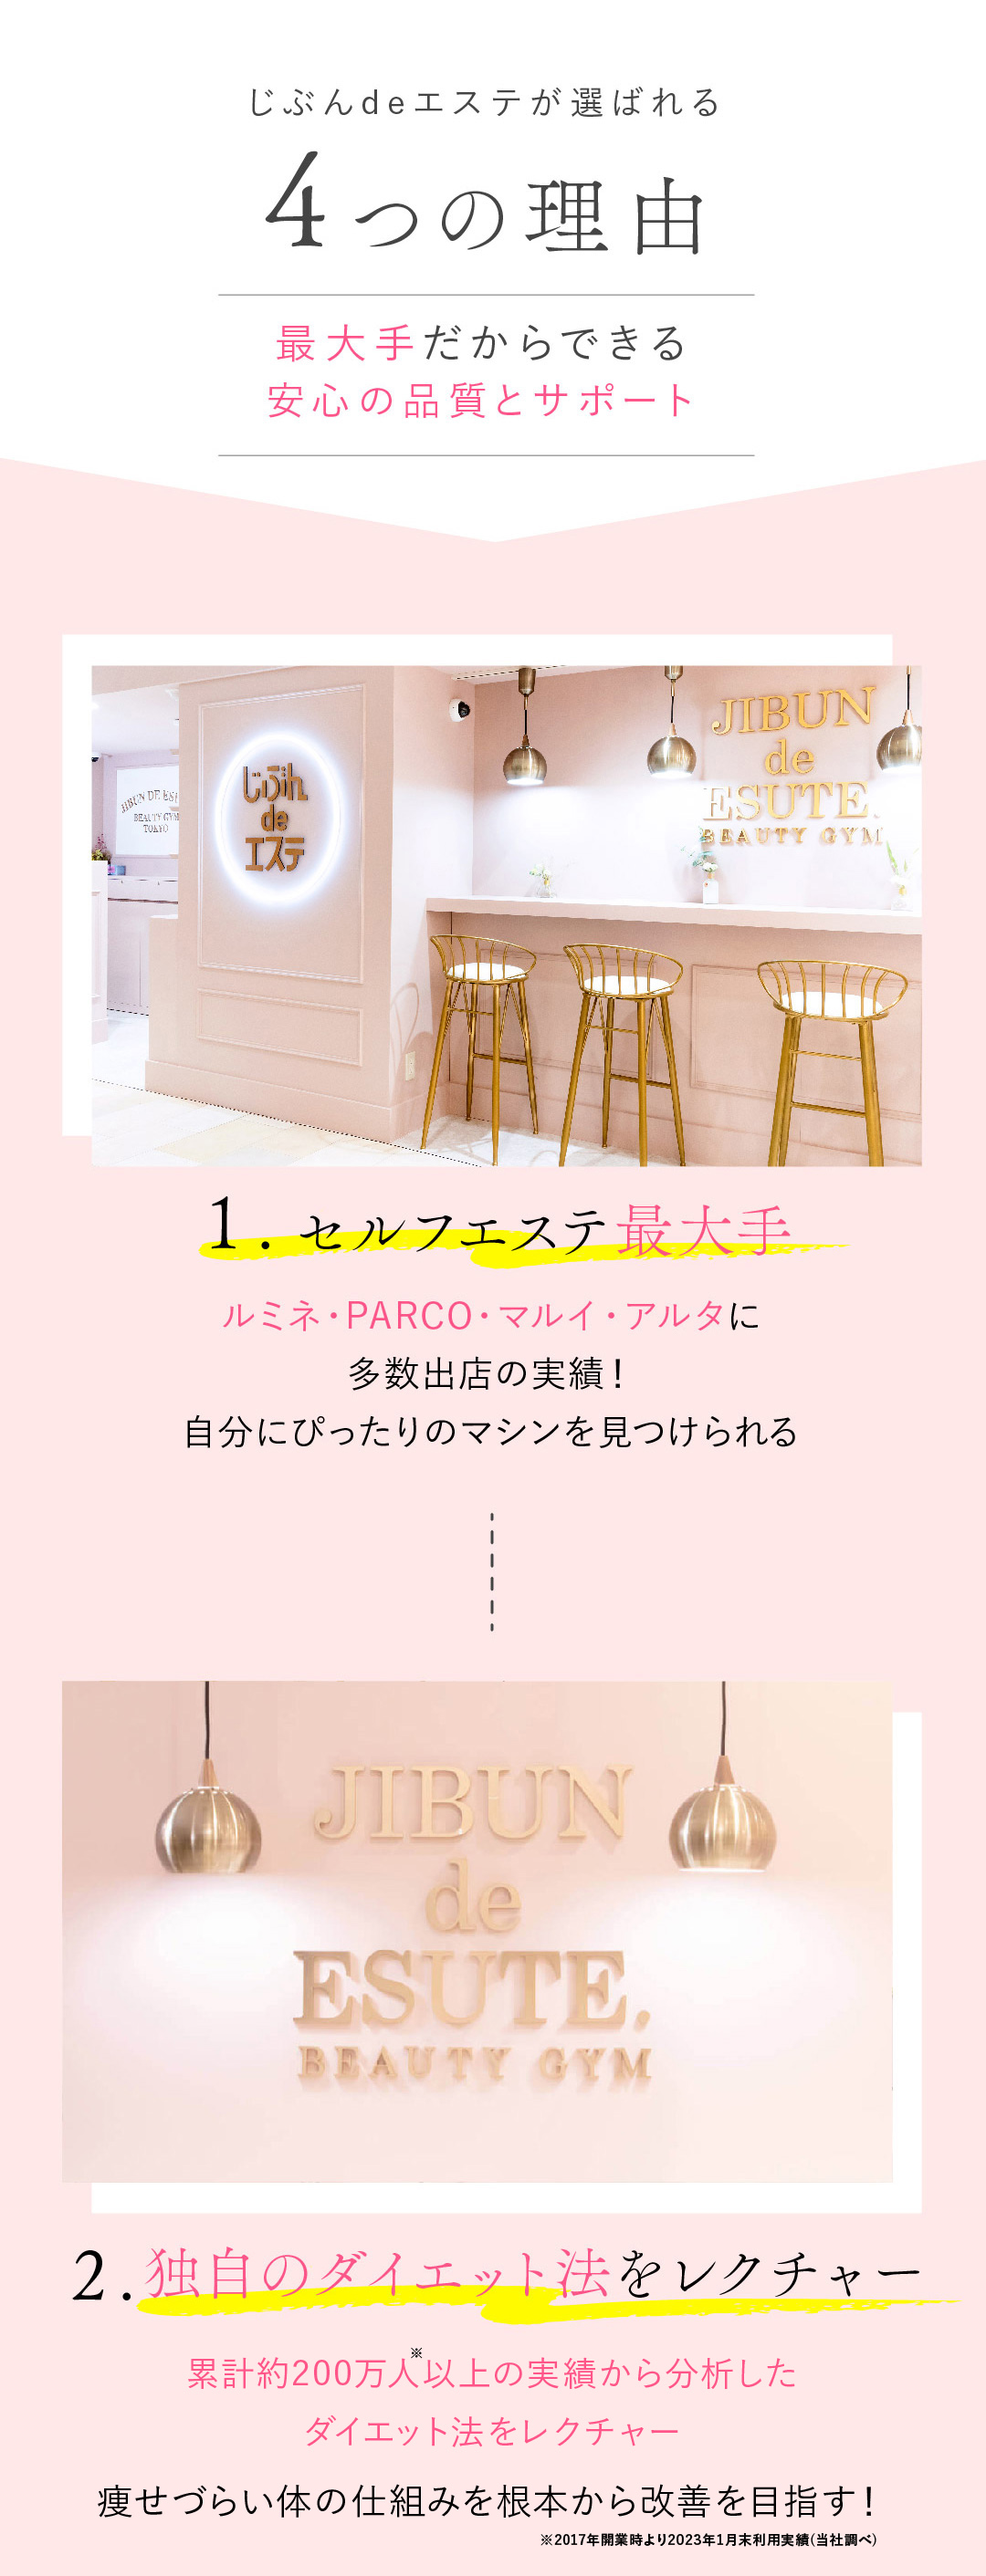 じぶんdeエステが選ばれる
4つの理由
最大手だからできる
安心の品質とサポート
JIBUN DE
BEAUTY GYM
TOKYO
じぶん
de
エステ
JIBUN
de
ESUTE.
BEAUTY GYM
1.セルフエステ最大手
ルミネ・PARCO・マルイ・アルタに
多数出店の実績！
自分にぴったりのマシンを見つけられる
JIBUN
de
ESUTE.
BEAUTY GYM
2.独自のダイエット法をレクチャー
累計約200万人※以上の実績から分析した
ダイエット法をレクチャー
痩せづらい体の仕組みを根本から改善を目指す！
※2017年開業時より2023年1月末利用実績(当社調べ)